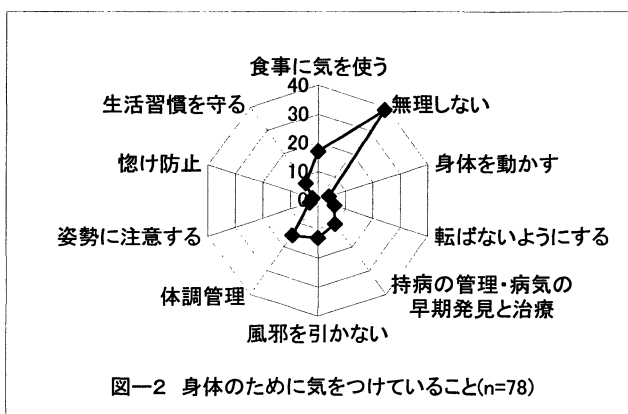 食事に気を使う
40
生活習慣を守る
無理しない
30
20
惚け防止
身体を動かす
10
0
姿勢に注意する
転ばないようにする
体調管理
持病の管理・病気の
早期発見と治療
風邪を引かない
図ー2 身体のために気をつけていること(n=78)